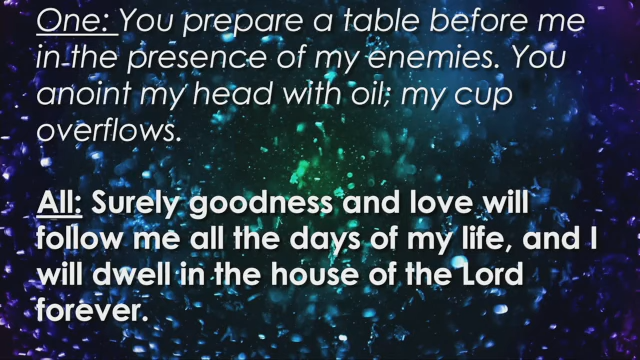 One: You prepare a table before me
in the presence of my enemies. You
anoint my head with oil; my cup
overflows.
All: Surely goodness and love will
follow me all the days of my life, and I
will dwell in the house of the Lord
forever.